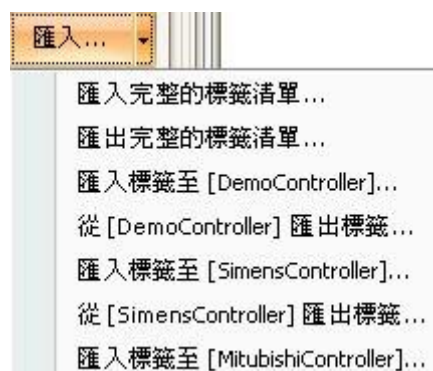 匯入...
匯入完整的標籤清單...
匯出完整的標籤清單...
匯入標籤至 [DemoController]...
從 [DemoController] 匯出標籤...
匯入標籤至 [SimensController]...
從 [SimensController] 匯出標籤...
匯入標籤至 [MitubishiController]...